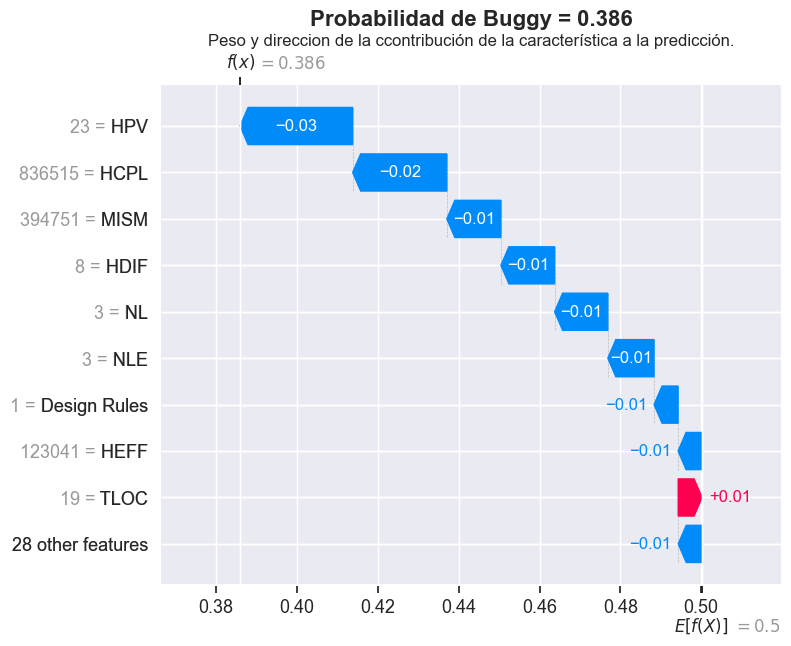 Probabilidad de Buggy = 0.386
Peso y direccion de la ccontribución de la característica a la predicción.
f(x) = 0.386
23 = HPV
−0.03
836515 = HCPL
−0.02
394751 = MISM
−0.01
8 = HDIF
−0.01
3 = NL
−0.01
3 = NLE
−0.01
1 = Design Rules
−0.01
123041 = HEFF
−0.01
19 = TLOC
+0.01
28 other features
−0.01
0.38 0.40 0.42 0.44 0.46 0.48 0.50
E[f(X)] = 0.5